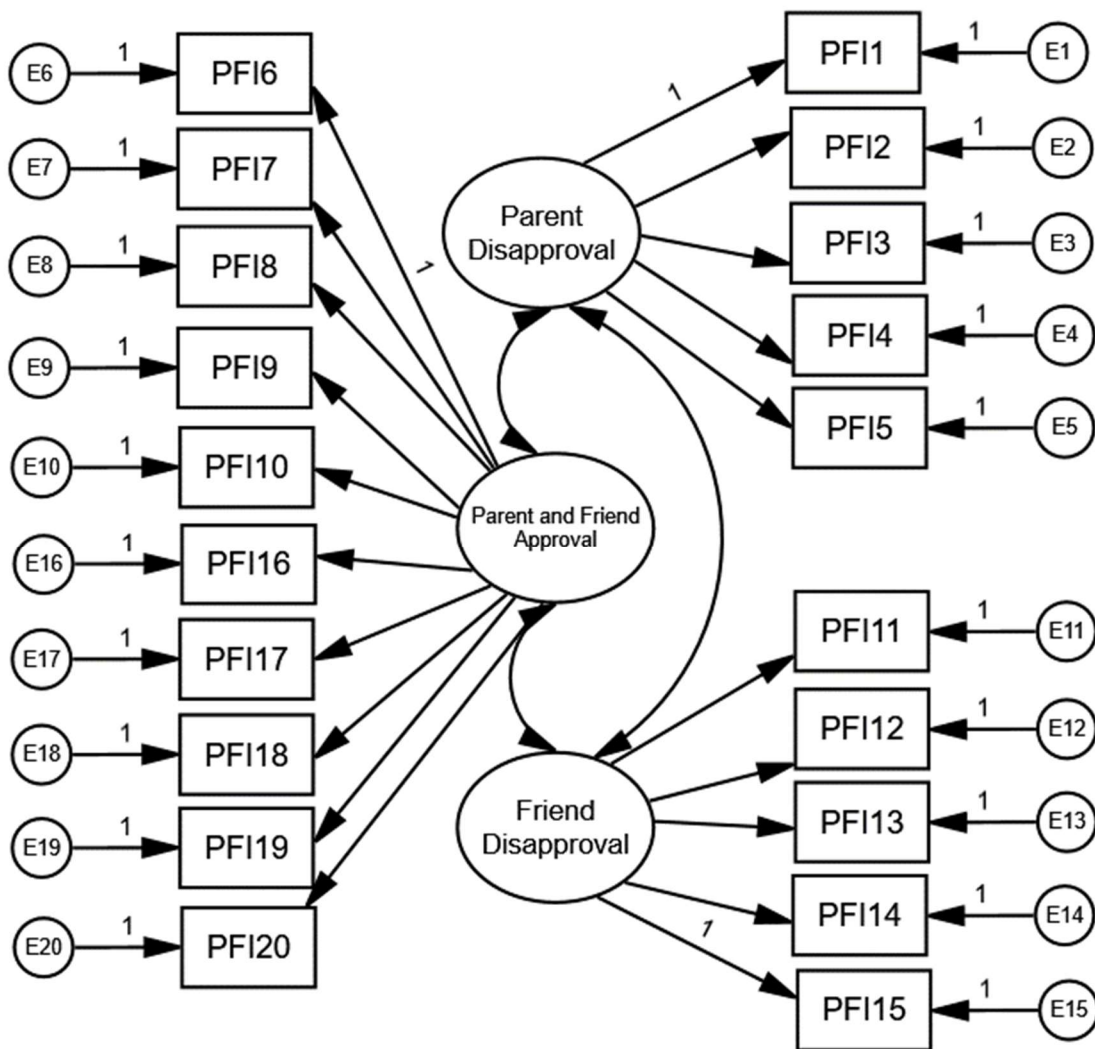 E6
1
PFI6
E7
1
PFI7
E8
1
PFI8
E9
1
PFI9
E10
1
PFI10
E16
1
PFI16
E17
1
PFI17
E18
1
PFI18
E19
1
PFI19
E20
1
PFI20
1
Parent
Disapproval
Parent and Friend
Approval
Friend
Disapproval
1
1
PFI1
1
E1
PFI2
1
E2
PFI3
1
E3
PFI4
1
E4
PFI5
1
E5
PFI11
1
E11
PFI12
1
E12
PFI13
1
E13
PFI14
1
E14
PFI15
1
E15